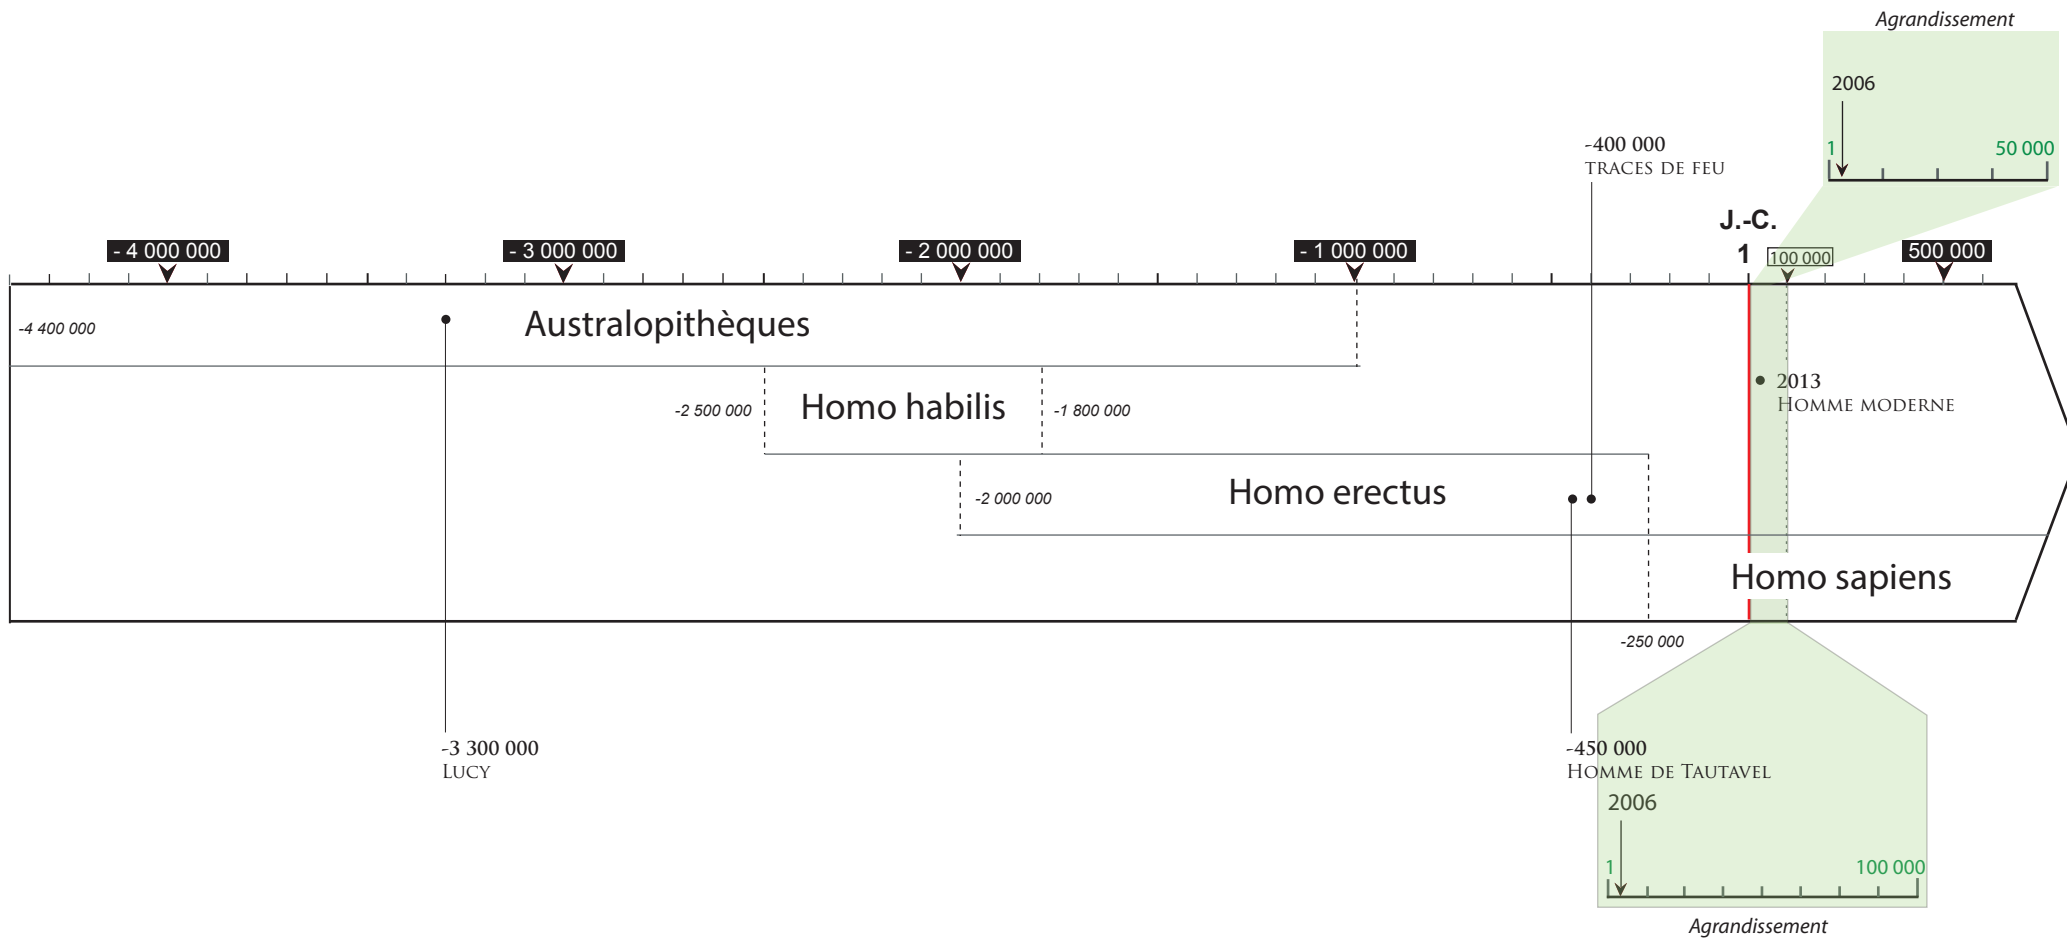 Agrandissement
2006
1
50 000
-400 000
TRACES DE FEU
J.-C.
- 4 000 000
- 3 000 000
- 2 000 000
- 1 000 000
1
100 000
500 000
-4 400 000
Australopithèques
2013
HOMME MODERNE
-2 500 000
Homo habilis
-1 800 000
-2 000 000
Homo erectus
Homo sapiens
-250 000
-3 300 000
LUCY
-450 000
HOMME DE TAUTAVEL
2006
1
100 000
Agrandissement